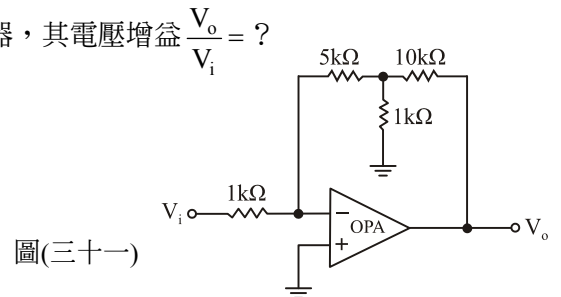 器，其電壓增益 Vo/Vi = ？
5kΩ 10kΩ
1kΩ
1kΩ
Vi
− OPA
+
Vo
圖(三十一)